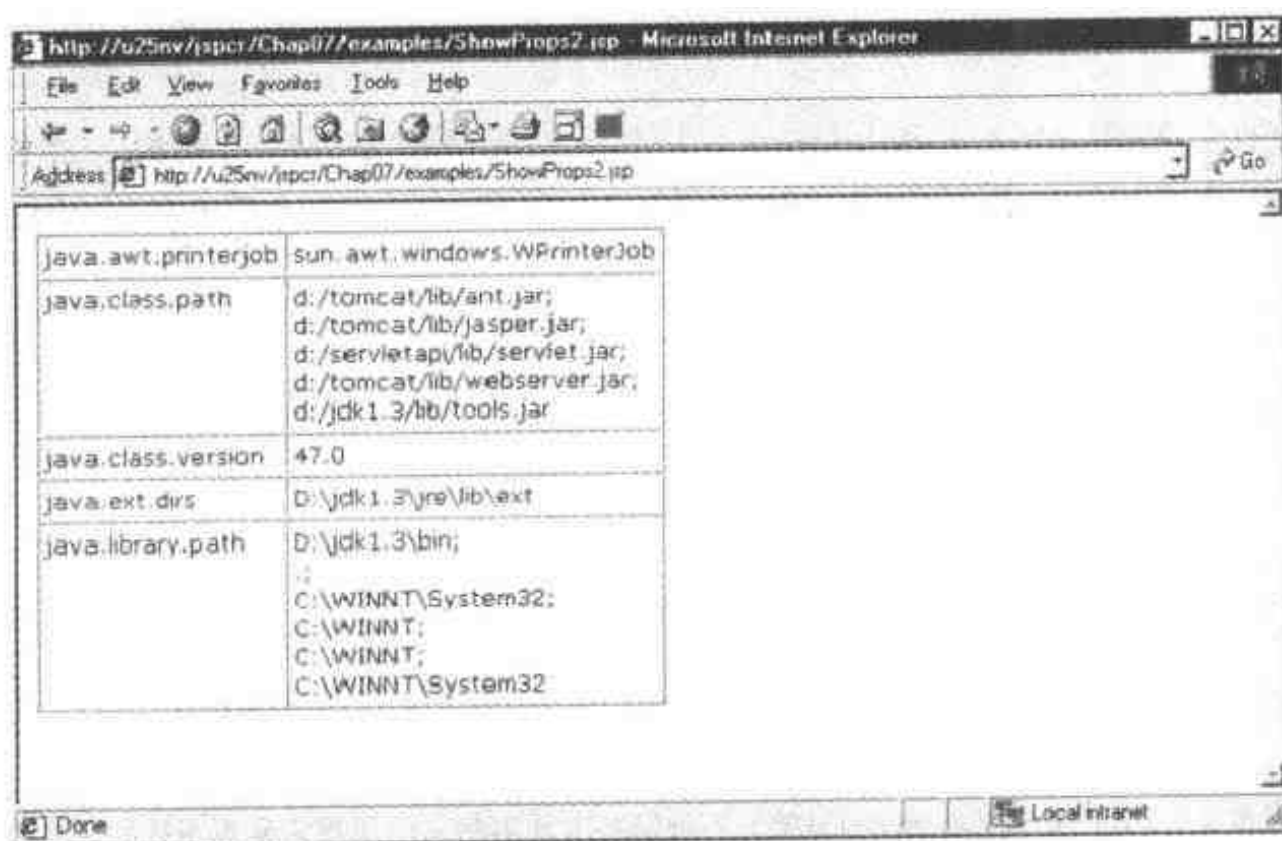 http://u25nv/jspcr/Chap07/examples/ShowProps2.jsp - Microsoft Internet Explorer
File Edit View Favorites Tools Help
Address http://u25nv/jspcr/Chap07/examples/ShowProps2.jsp Go
java.awt.printerjob sun.awt.windows.WPrinterJob
java.class.path d:/tomcat/lib/ant.jar;
d:/tomcat/lib/jasper.jar;
d:/servletapi/lib/servlet.jar;
d:/tomcat/lib/webserver.jar;
d:/jdk1.3/lib/tools.jar
java.class.version 47.0
java.ext.dirs D:\jdk1.3\jre\lib\ext
java.library.path D:\jdk1.3\bin;
.;
C:\WINNT\System32;
C:\WINNT;
C:\WINNT;
C:\WINNT\System32
Done Local intranet